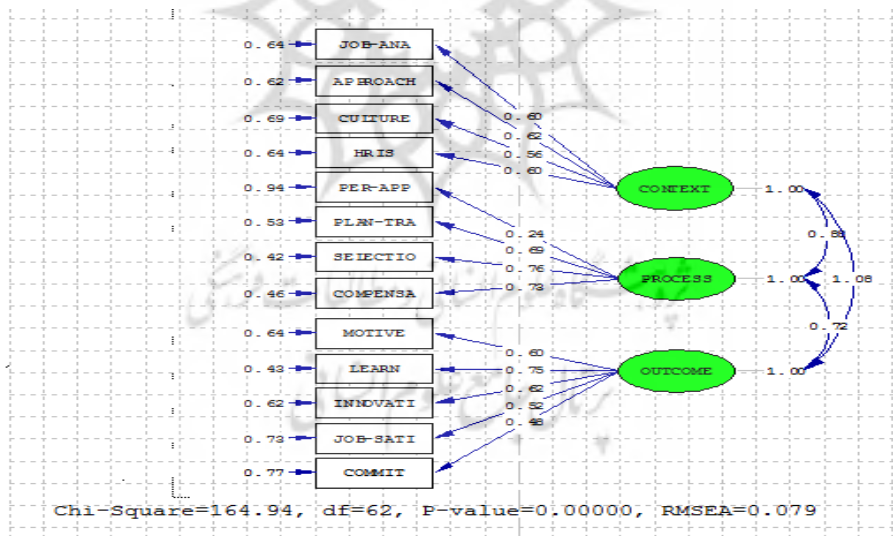 0.64 JOB-ANA
0.62 APPROACH
0.69 CULTURE
0.64 HRIS
0.94 PER-APP
0.53 PLAN-TRA
0.42 SELECTIO
0.46 COMPENSA
0.64 MOTIVE
0.43 LEARN
0.62 INNOVATI
0.73 JOB-SATI
0.77 COMMIT
0.60
0.62
0.56
0.60
0.24
0.69
0.76
0.73
0.60
0.75
0.62
0.52
0.48
CONTEXT 1.00
PROCESS 1.00
OUTCOME 1.00
1.08
0.72
Chi-Square=164.94, df=62, P-value=0.00000, RMSEA=0.079